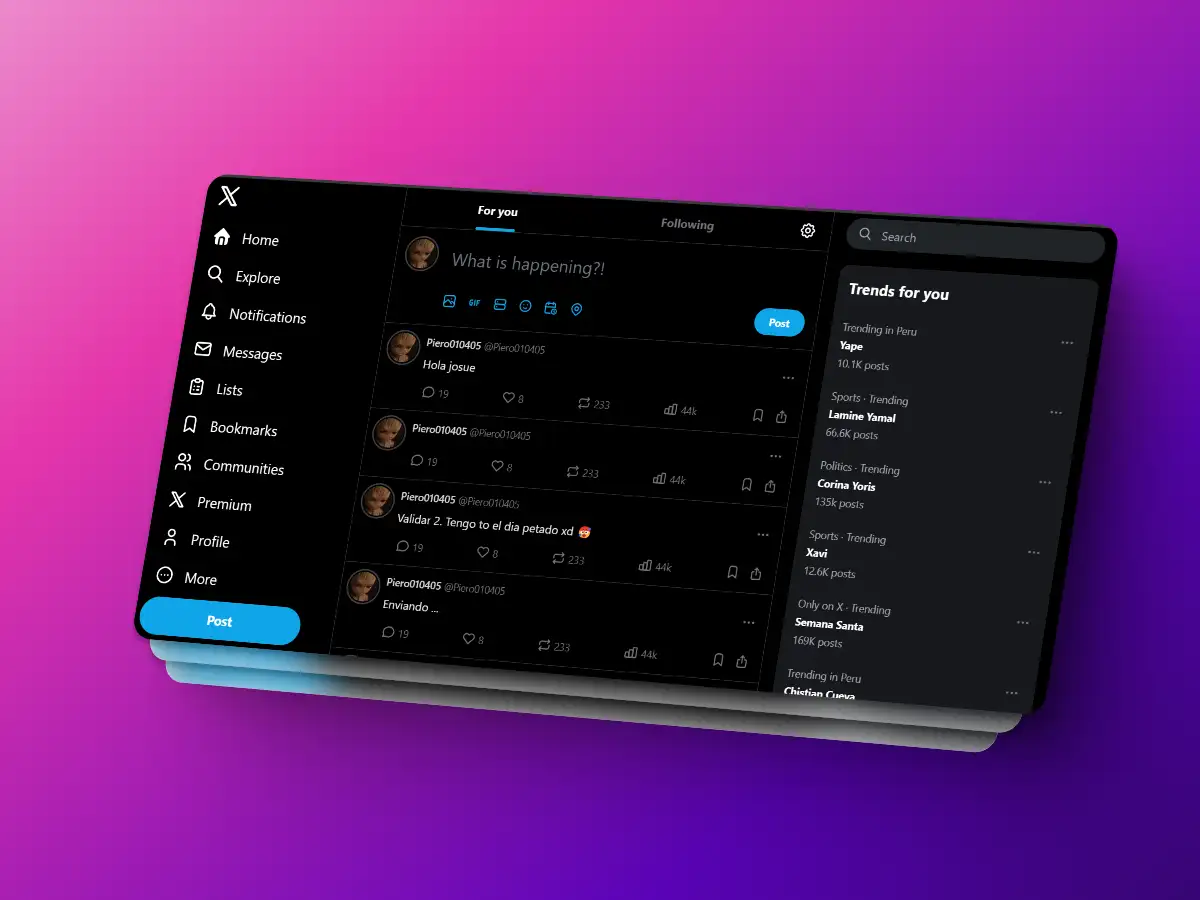 Home
Explore
Notifications
Messages
Lists
Bookmarks
Communities
Premium
Profile
More
Post
For you
Following
What is happening?!
GIF
Post
Piero010405 @Piero010405
Hola josue
19 8 233 44k
Piero010405 @Piero010405
19 8 233 44k
Piero010405 @Piero010405
Validar 2. Tengo to el dia petado xd
19 8 233 44k
Piero010405 @Piero010405
Enviando ...
19 8 233 44k
Search
Trends for you
Trending in Peru
Yape
10.1K posts
Sports · Trending
Lamine Yamal
66.6K posts
Politics · Trending
Corina Yoris
135k posts
Sports · Trending
Xavi
12.6K posts
Only on X · Trending
Semana Santa
169K posts
Trending in Peru
Chistian Cueva